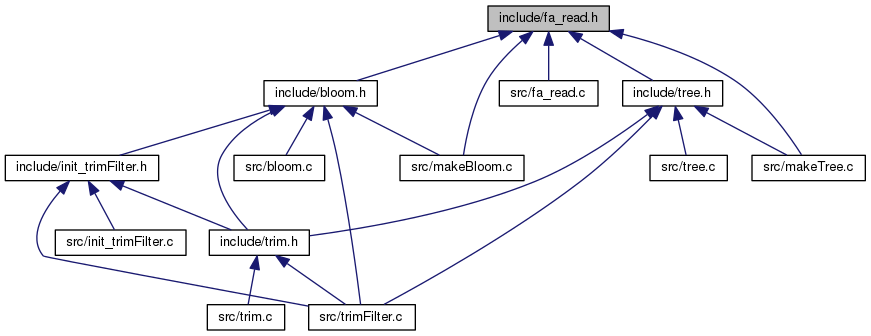 include/fa_read.h
include/bloom.h
src/fa_read.c
include/tree.h
include/init_trimFilter.h
src/bloom.c
src/makeBloom.c
src/tree.c
src/makeTree.c
src/init_trimFilter.c
include/trim.h
src/trim.c
src/trimFilter.c